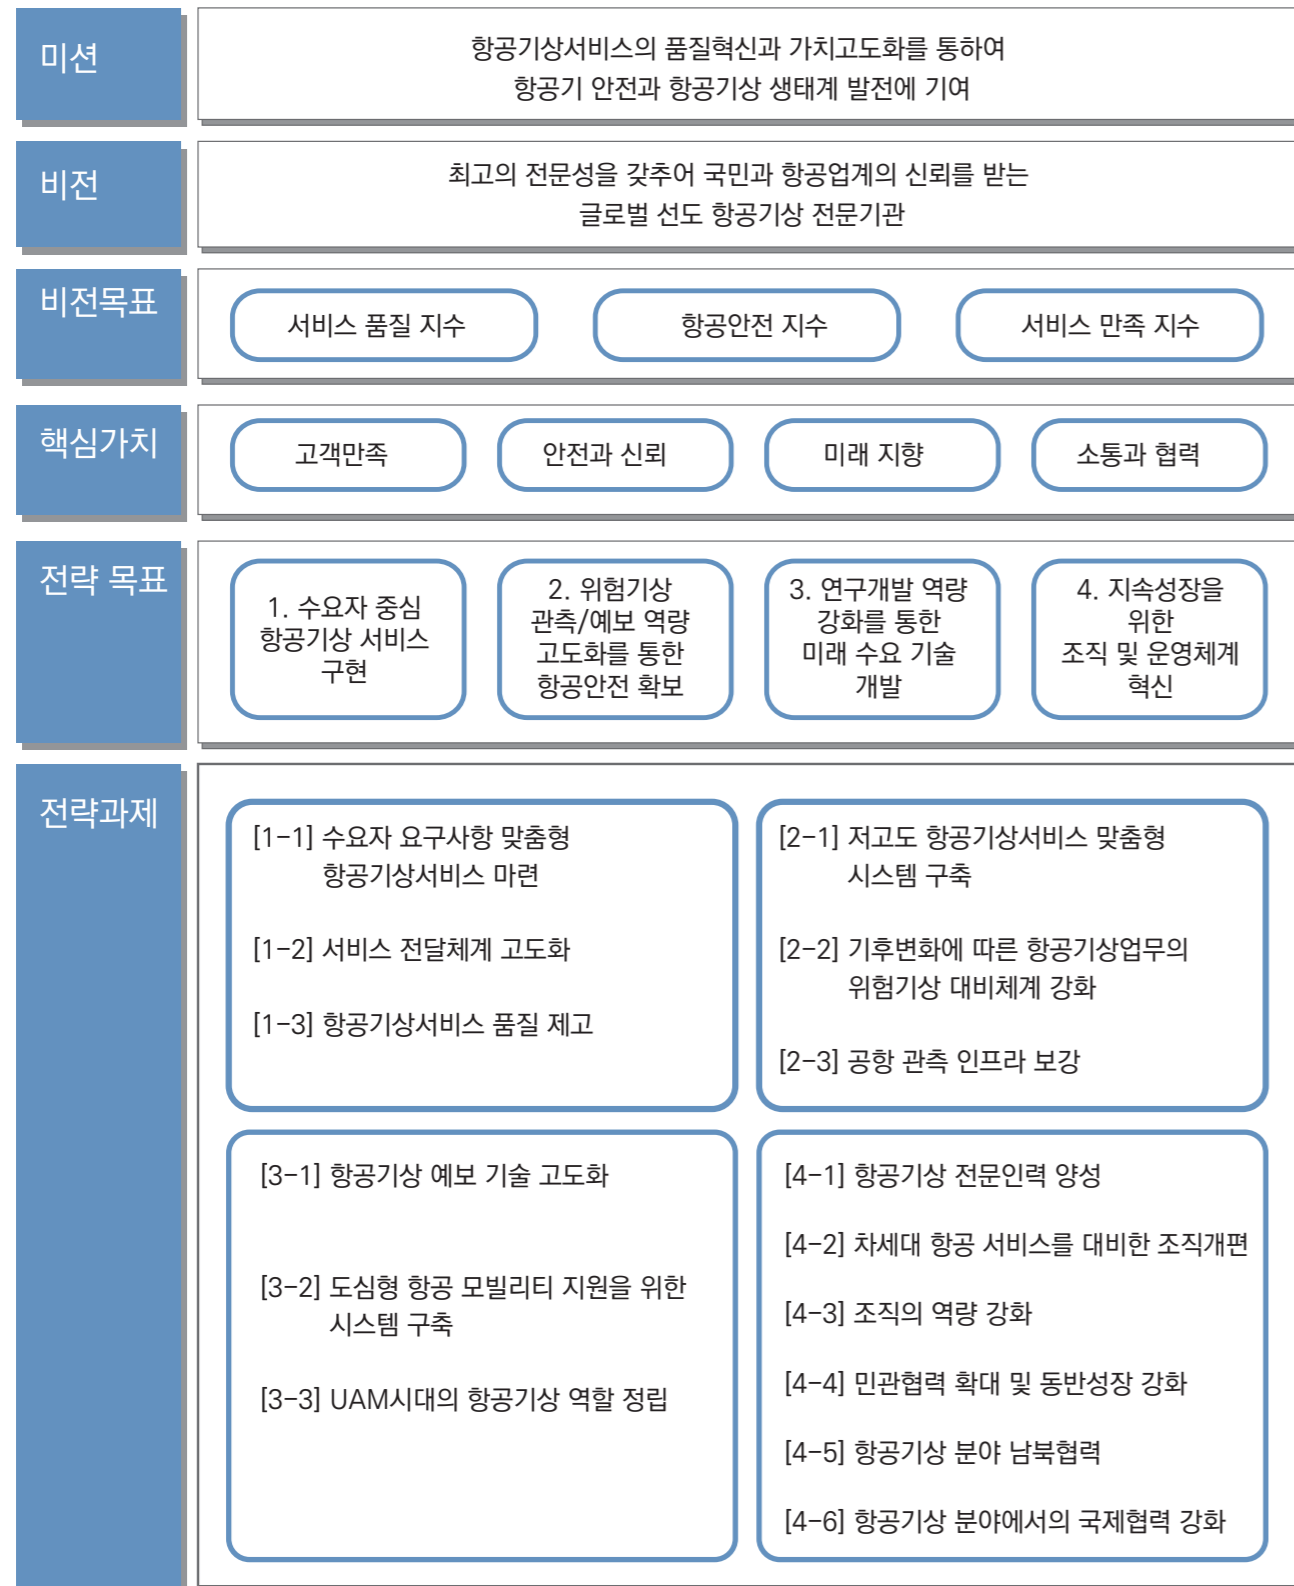 미션
항공기상서비스의 품질혁신과 가치고도화를 통하여
항공기 안전과 항공기상 생태계 발전에 기여
비전
최고의 전문성을 갖추어 국민과 항공업계의 신뢰를 받는
글로벌 선도 항공기상 전문기관
비전목표
서비스 품질 지수
항공안전 지수
서비스 만족 지수
핵심가치
고객만족
안전과 신뢰
미래 지향
소통과 협력
전략 목표
1. 수요자 중심
항공기상 서비스
구현
2. 위험기상
관측/예보 역량
고도화를 통한
항공안전 확보
3. 연구개발 역량
강화를 통한
미래 수요 기술
개발
4. 지속성장을
위한
조직 및 운영체계
혁신
전략과제
[1-1] 수요자 요구사항 맞춤형
항공기상서비스 마련
[1-2] 서비스 전달체계 고도화
[1-3] 항공기상서비스 품질 제고
[2-1] 저고도 항공기상서비스 맞춤형
시스템 구축
[2-2] 기후변화에 따른 항공기상업무의
위험기상 대비체계 강화
[2-3] 공항 관측 인프라 보강
[3-1] 항공기상 예보 기술 고도화
[3-2] 도심형 항공 모빌리티 지원을 위한
시스템 구축
[3-3] UAM시대의 항공기상 역할 정립
[4-1] 항공기상 전문인력 양성
[4-2] 차세대 항공 서비스를 대비한 조직개편
[4-3] 조직의 역량 강화
[4-4] 민관협력 확대 및 동반성장 강화
[4-5] 항공기상 분야 남북협력
[4-6] 항공기상 분야에서의 국제협력 강화